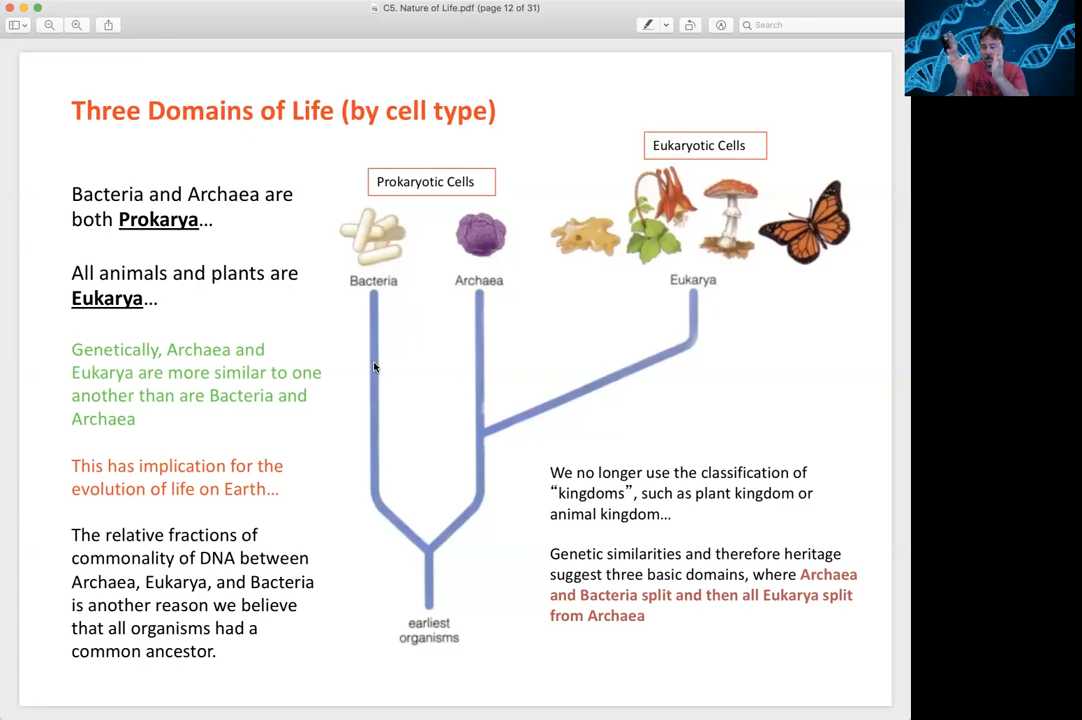 C5. Nature of Life.pdf (page 12 of 31)
Search
Three Domains of Life (by cell type)
Eukaryotic Cells
Prokaryotic Cells
Bacteria and Archaea are
both Prokarya...
All animals and plants are
Eukarya...
Bacteria
Archaea
Eukarya
Genetically, Archaea and
Eukarya are more similar to one
another than are Bacteria and
Archaea
This has implication for the
evolution of life on Earth...
The relative fractions of
commonality of DNA between
Archaea, Eukarya, and Bacteria
is another reason we believe
that all organisms had a
common ancestor.
earliest
organisms
We no longer use the classification of
“kingdoms”, such as plant kingdom or
animal kingdom...
Genetic similarities and therefore heritage
suggest three basic domains, where Archaea
and Bacteria split and then all Eukarya split
from Archaea